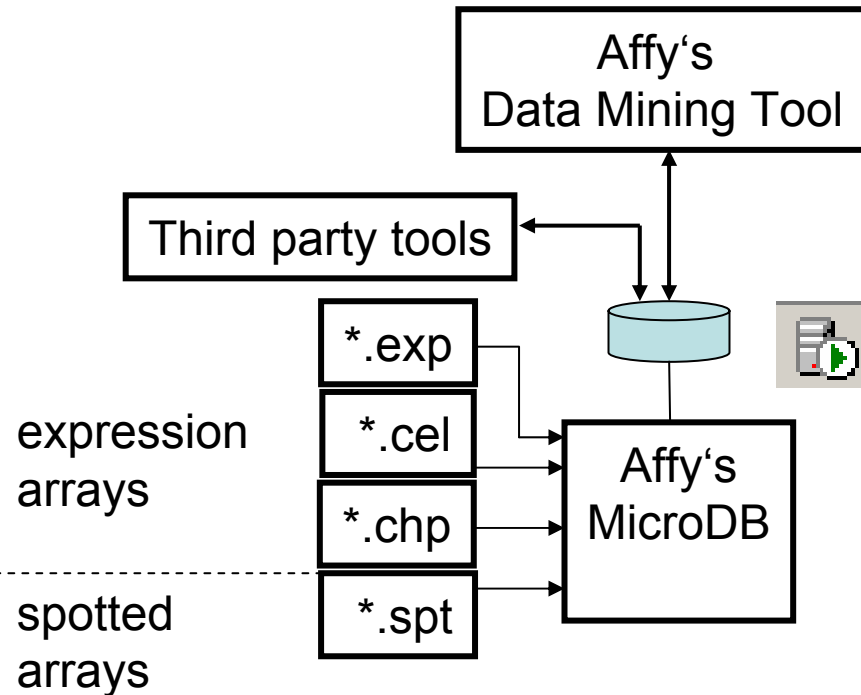 Affy‘s
Data Mining Tool
Third party tools
*.exp
*.cel
*.chp
*.spt
expression
arrays
spotted
arrays
Affy‘s
MicroDB